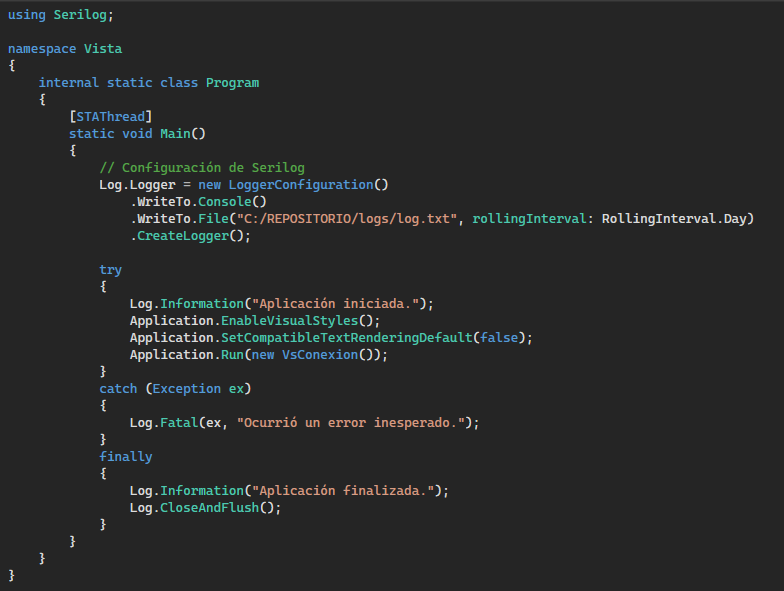 using Serilog;

namespace Vista
{
    internal static class Program
    {
        [STAThread]
        static void Main()
        {
            // Configuración de Serilog
            Log.Logger = new LoggerConfiguration()
                .WriteTo.Console()
                .WriteTo.File("C:/REPOSITORIO/logs/log.txt", rollingInterval: RollingInterval.Day)
                .CreateLogger();

            try
            {
                Log.Information("Aplicación iniciada.");
                Application.EnableVisualStyles();
                Application.SetCompatibleTextRenderingDefault(false);
                Application.Run(new VsConexion());
            }
            catch (Exception ex)
            {
                Log.Fatal(ex, "Ocurrió un error inesperado.");
            }
            finally
            {
                Log.Information("Aplicación finalizada.");
                Log.CloseAndFlush();
            }
        }
    }
}